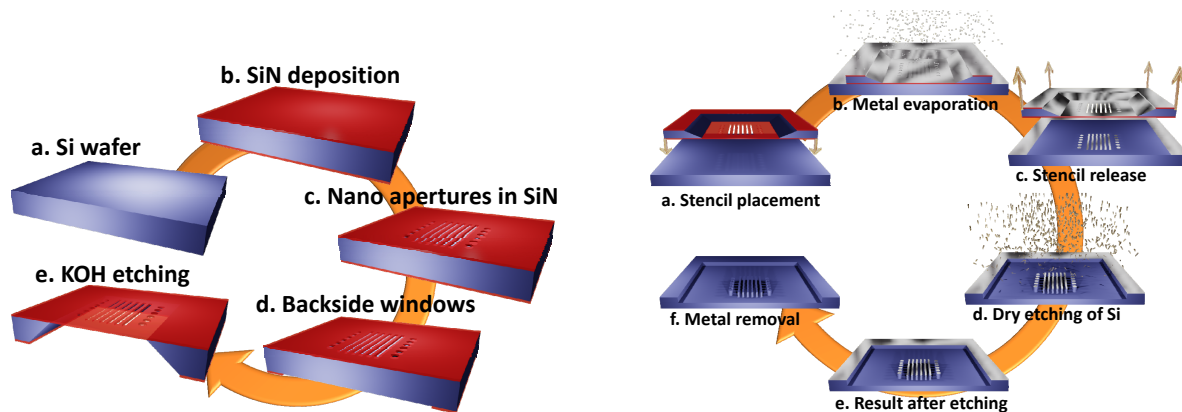 b. SiN deposition
a. Si wafer
c. Nano apertures in SiN
e. KOH etching
d. Backside windows
b. Metal evaporation
c. Stencil release
a. Stencil placement
d. Dry etching of Si
f. Metal removal
e. Result after etching